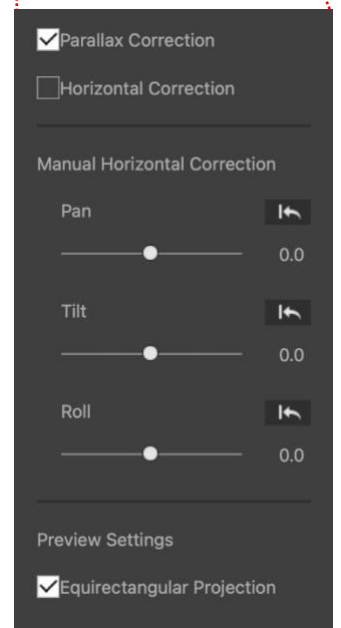 Parallax Correction
Horizontal Correction
Manual Horizontal Correction
Pan
0.0
Tilt
0.0
Roll
0.0
Preview Settings
Equirectangular Projection